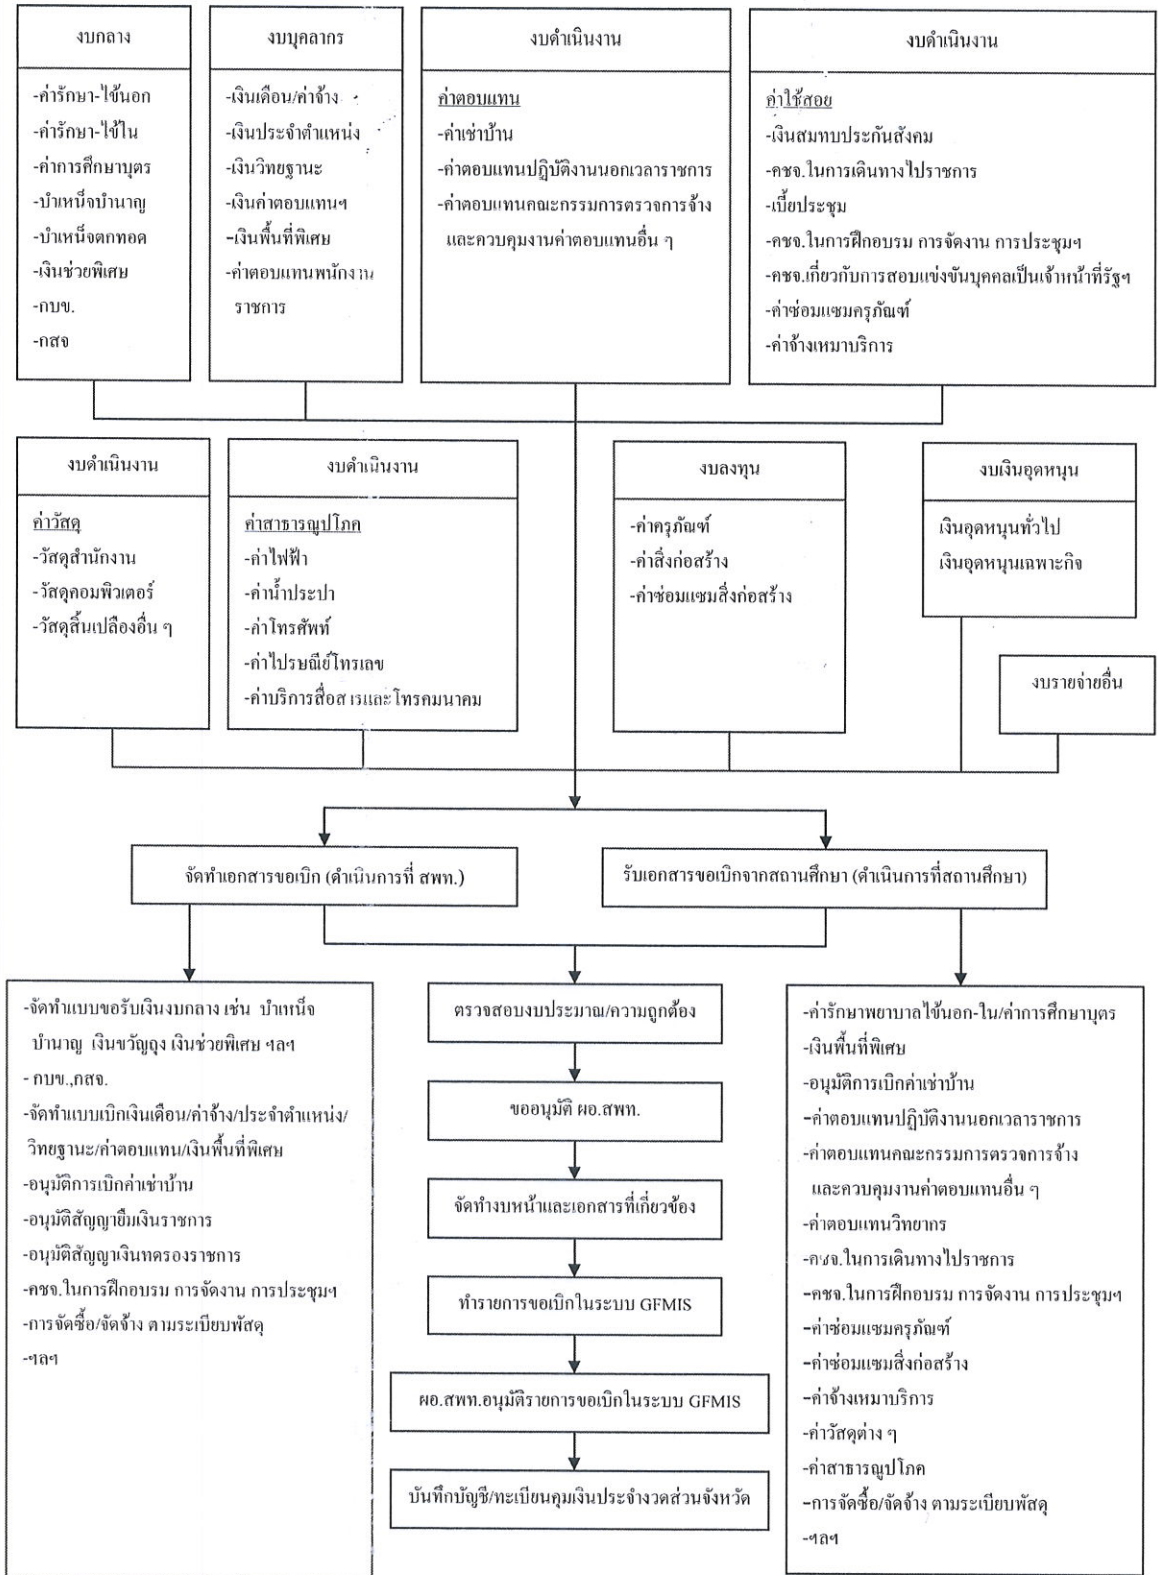 งบกลาง
-ค่ารักษา-ไข้นอก
-ค่ารักษา-ไข้ใน
-ค่าการศึกษาบุตร
-บำเหน็จบำนาญ
-บำเหน็จตกทอด
-เงินช่วยพิเศษ
-กบข.
-กสจ
งบบุคลากร
-เงินเดือน/ค่าจ้าง
-เงินประจำตำแหน่ง
-เงินวิทยฐานะ
-เงินค่าตอบแทนฯ
-เงินพื้นที่พิเศษ
-ค่าตอบแทนพนักงาน
ราชการ
งบดำเนินงาน
ค่าตอบแทน
-ค่าเช่าบ้าน
-ค่าตอบแทนปฏิบัติงานนอกเวลาราชการ
-ค่าตอบแทนคณะกรรมการตรวจการจ้าง
และควบคุมงานค่าตอบแทนอื่น ๆ
งบดำเนินงาน
ค่าใช้สอย
-เงินสมทบประกันสังคม
-คชจ.ในการเดินทางไปราชการ
-เบี้ยประชุม
-คชจ.ในการฝึกอบรม การจัดงาน การประชุมฯ
-คชจ.เกี่ยวกับการสอบแข่งขันบุคคลเป็นเจ้าหน้าที่รัฐฯ
-ค่าซ่อมแซมครุภัณฑ์
-ค่าจ้างเหมาบริการ
งบดำเนินงาน
ค่าวัสดุ
-วัสดุสำนักงาน
-วัสดุคอมพิวเตอร์
-วัสดุสิ้นเปลืองอื่น ๆ
งบดำเนินงาน
ค่าสาธารณูปโภค
-ค่าไฟฟ้า
-ค่าน้ำประปา
-ค่าโทรศัพท์
-ค่าไปรษณีย์โทรเลข
-ค่าบริการสื่อสารและโทรคมนาคม
งบลงทุน
-ค่าครุภัณฑ์
-ค่าสิ่งก่อสร้าง
-ค่าซ่อมแซมสิ่งก่อสร้าง
งบเงินอุดหนุน
เงินอุดหนุนทั่วไป
เงินอุดหนุนเฉพาะกิจ
งบรายจ่ายอื่น
จัดทำเอกสารขอเบิก (ดำเนินการที่ สพท.)
รับเอกสารขอเบิกจากสถานศึกษา (ดำเนินการที่สถานศึกษา)
-จัดทำแบบขอรับเงินงบกลาง เช่น บำเหน็จ
บำนาญ เงินขวัญถุง เงินช่วยพิเศษ ฯลฯ
- กบข.,กสจ.
-จัดทำแบบเบิกเงินเดือน/ค่าจ้าง/ประจำตำแหน่ง/
วิทยฐานะ/ค่าตอบแทน/เงินพื้นที่พิเศษ
-อนุมัติการเบิกค่าเช่าบ้าน
-อนุมัติสัญญายืมเงินราชการ
-อนุมัติสัญญาเงินทดรองราชการ
-คชจ.ในการฝึกอบรม การจัดงาน การประชุมฯ
-การจัดซื้อ/จัดจ้าง ตามระเบียบพัสดุ
-ฯลฯ
ตรวจสอบงบประมาณ/ความถูกต้อง
ขออนุมัติ ผอ.สพท.
จัดทำงบหน้าและเอกสารที่เกี่ยวข้อง
ทำรายการขอเบิกในระบบ GFMIS
ผอ.สพท.อนุมัติรายการขอเบิกในระบบ GFMIS
บันทึกบัญชี/ทะเบียนคุมเงินประจำงวดส่วนจังหวัด
-ค่ารักษาพยาบาลไข้นอก-ใน/ค่าการศึกษาบุตร
-เงินพื้นที่พิเศษ
-อนุมัติการเบิกค่าเช่าบ้าน
-ค่าตอบแทนปฏิบัติงานนอกเวลาราชการ
-ค่าตอบแทนคณะกรรมการตรวจการจ้าง
และควบคุมงานค่าตอบแทนอื่น ๆ
-ค่าตอบแทนวิทยากร
-คชจ.ในการเดินทางไปราชการ
-คชจ.ในการฝึกอบรม การจัดงาน การประชุมฯ
-ค่าซ่อมแซมครุภัณฑ์
-ค่าซ่อมแซมสิ่งก่อสร้าง
-ค่าจ้างเหมาบริการ
-ค่าวัสดุต่าง ๆ
-ค่าสาธารณูปโภค
-การจัดซื้อ/จัดจ้าง ตามระเบียบพัสดุ
-ฯลฯ